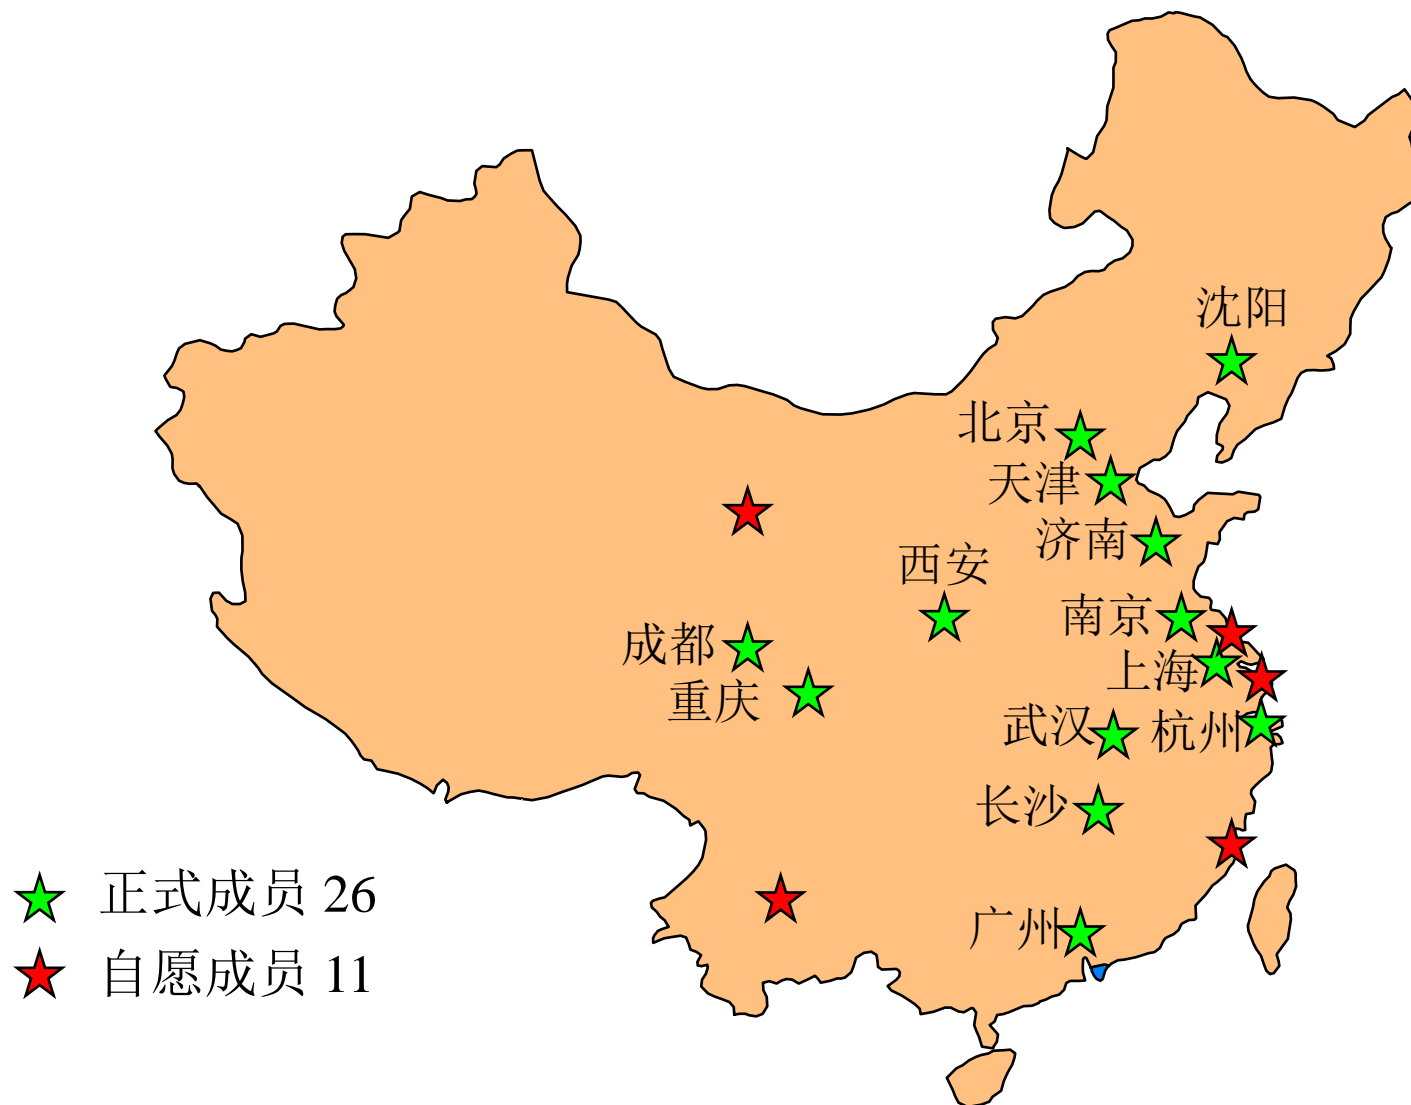 沈阳
北京
天津
济南
西安
南京
成都
上海
重庆
武汉
杭州
长沙
广州
正式成员 26
自愿成员 11